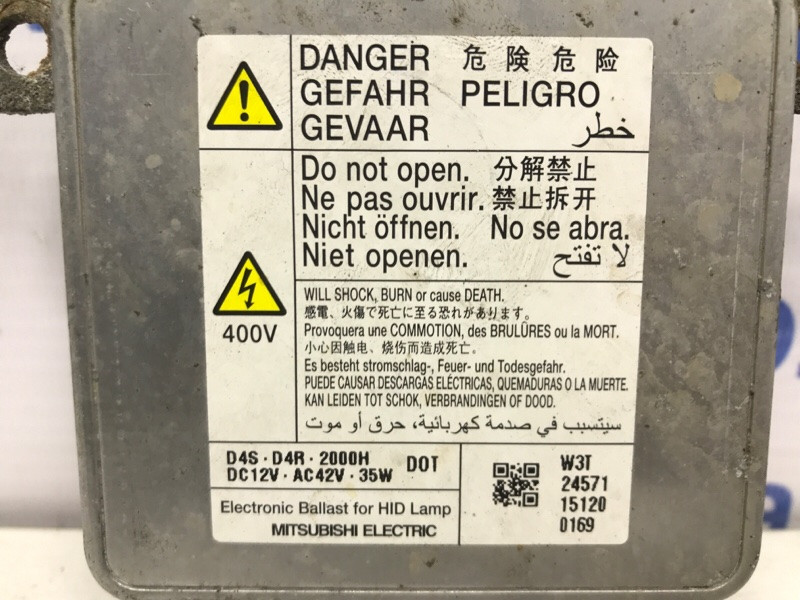 DANGER 危険 危险
GEFAHR PELIGRO
GEVAAR خطر
Do not open. 分解禁止
Ne pas ouvrir. 禁止拆开
Nicht öffnen. No se abra.
Niet openen. لا تفتح
400V
WILL SHOCK, BURN or cause DEATH.
感電、火傷で死亡に至る恐れがあります.
Provoquera une COMMOTION, des BRULÛRES ou la MORT.
小心因触电、烧伤而造成死亡.
Es besteht stromschlag-, Feuer- und Todesgefahr.
PUEDE CAUSAR DESCARGAS ELÉCTRICAS, QUEMADURAS O LA MUERTE.
KAN LEIDEN TOT SCHOK, VERBRANDINGEN OF DOOD.
سيتسبب في صدمة كهربائية، حرق أو موت
D4S · D4R · 2000H DOT
DC12V · AC42V · 35W
Electronic Ballast for HID Lamp
MITSUBISHI ELECTRIC
W3T
24571
15120
0169